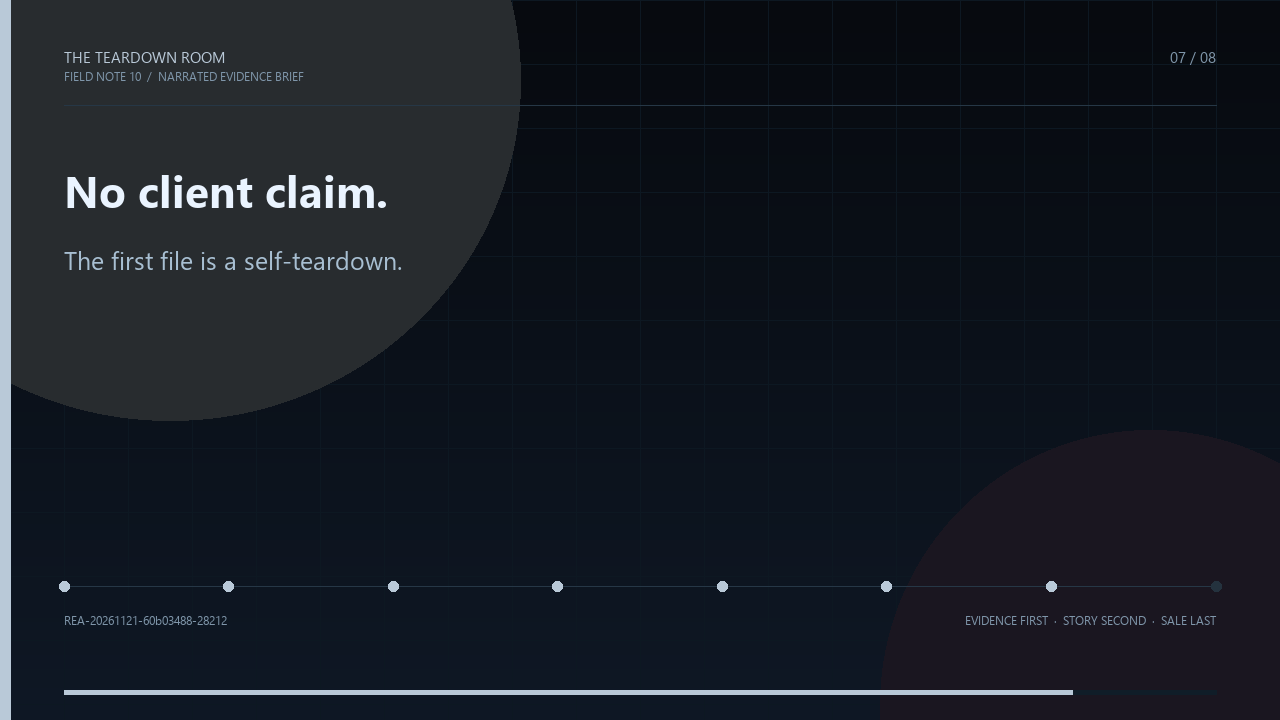 THE TEARDOWN ROOM
FIELD NOTE 10 / NARRATED EVIDENCE BRIEF
07 / 08
No client claim.
The first file is a self-teardown.
REA-20261121-60b03488-28212
EVIDENCE FIRST · STORY SECOND · SALE LAST